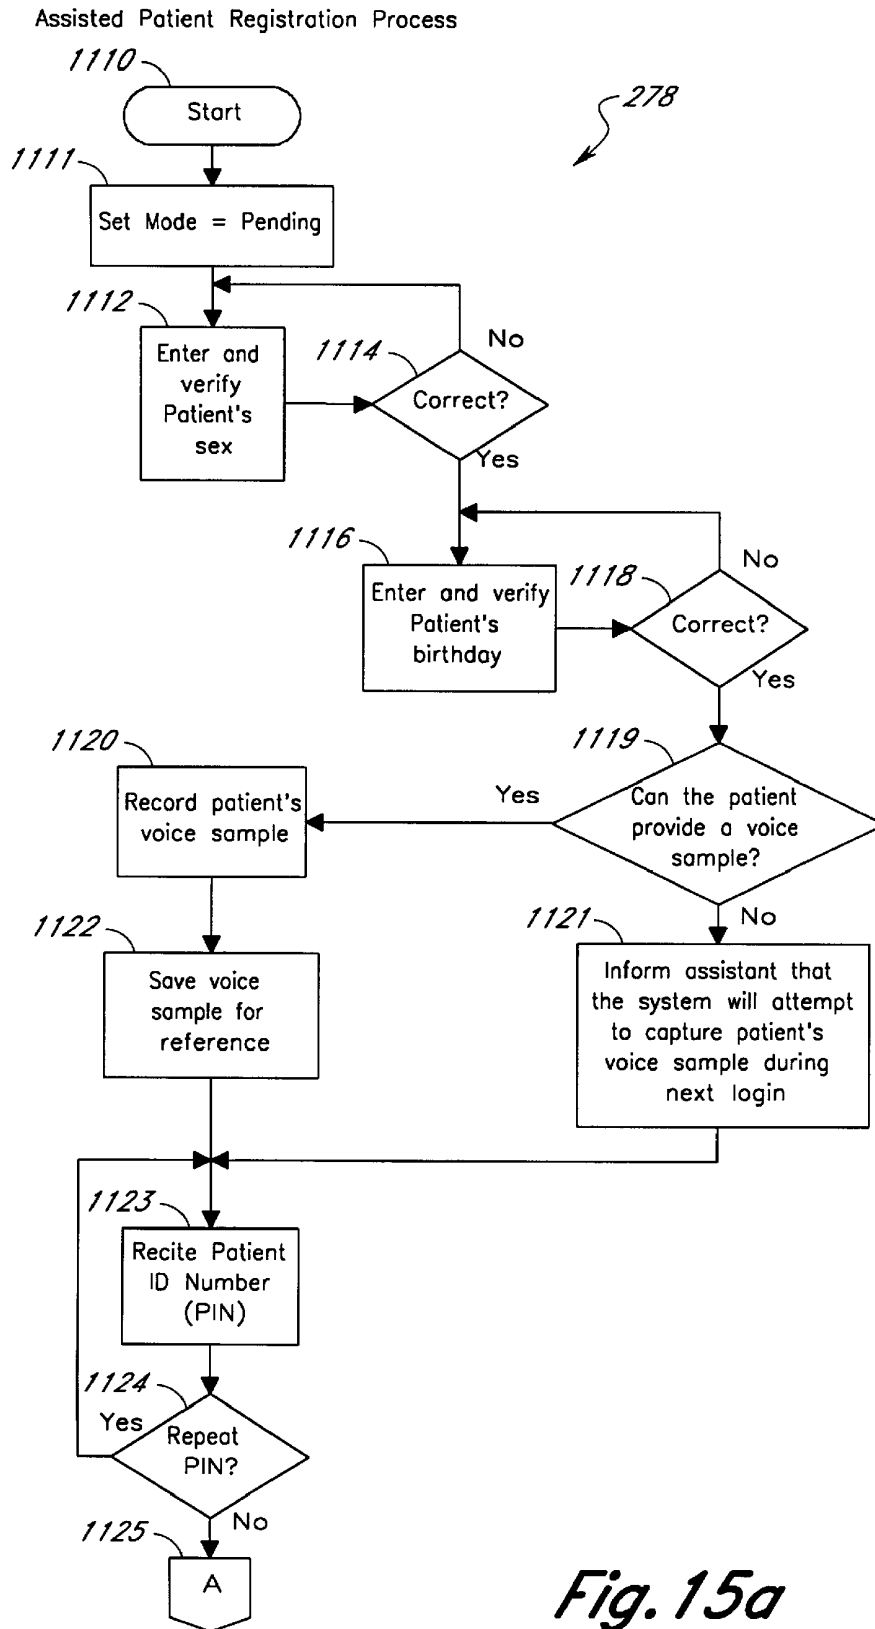 Assisted Patient Registration Process
1110
Start
278
1111
Set Mode = Pending
1112
Enter and
verify
Patient's
sex
1114
Correct?
No
Yes
1116
Enter and verify
Patient's
birthday
1118
Correct?
No
Yes
1119
Can the patient
provide a voice
sample?
Yes
No
1120
Record patient's
voice sample
1121
Inform assistant that
the system will attempt
to capture patient's
voice sample during
next login
1122
Save voice
sample for
reference
1123
Recite Patient
ID Number
(PIN)
1124
Repeat
PIN?
Yes
No
1125
A
Fig. 15a